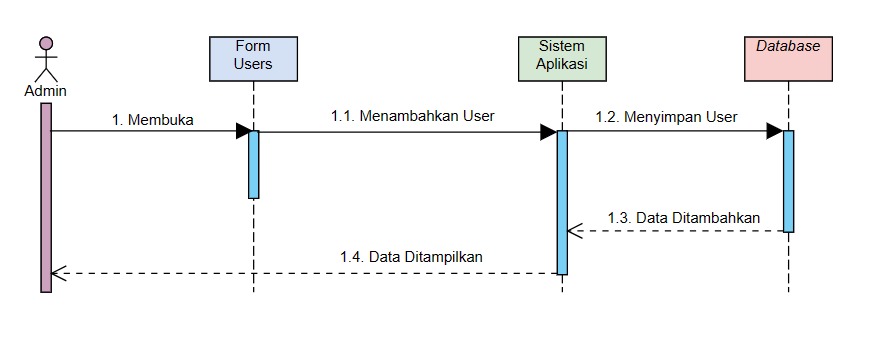 Form
Users
Sistem
Aplikasi
Database
Admin
1. Membuka
1.1. Menambahkan User
1.2. Menyimpan User
1.3. Data Ditambahkan
1.4. Data Ditampilkan